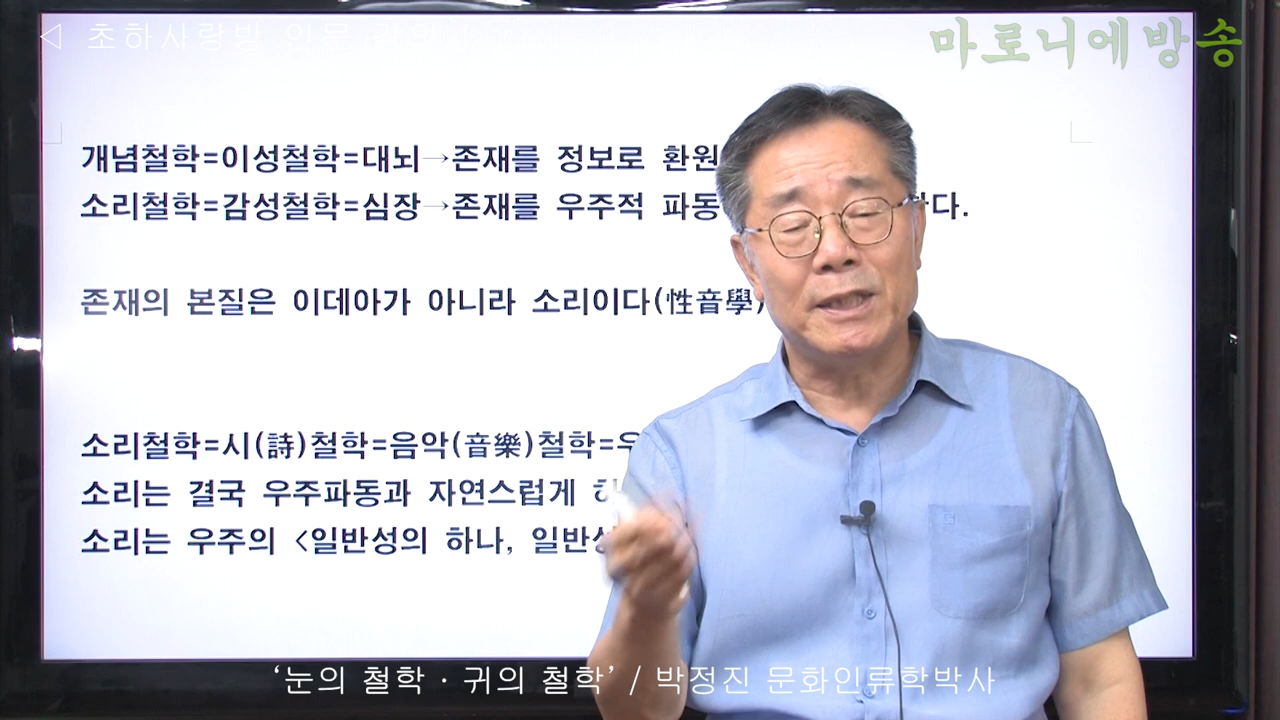 ◁ 초하사랑방 인문
마로니에방송
개념철학=이성철학=대뇌→존재를 정보로 환원
소리철학=감성철학=심장→존재를 우주적 파동
다.
존재의 본질은 이데아가 아니라 소리이다(性音學)
소리철학=시(詩)철학=음악(音樂)철학=우
소리는 결국 우주파동과 자연스럽게 하
소리는 우주의 <일반성의 하나, 일반성
‘눈의 철학 · 귀의 철학’ / 박정진 문화인류학박사